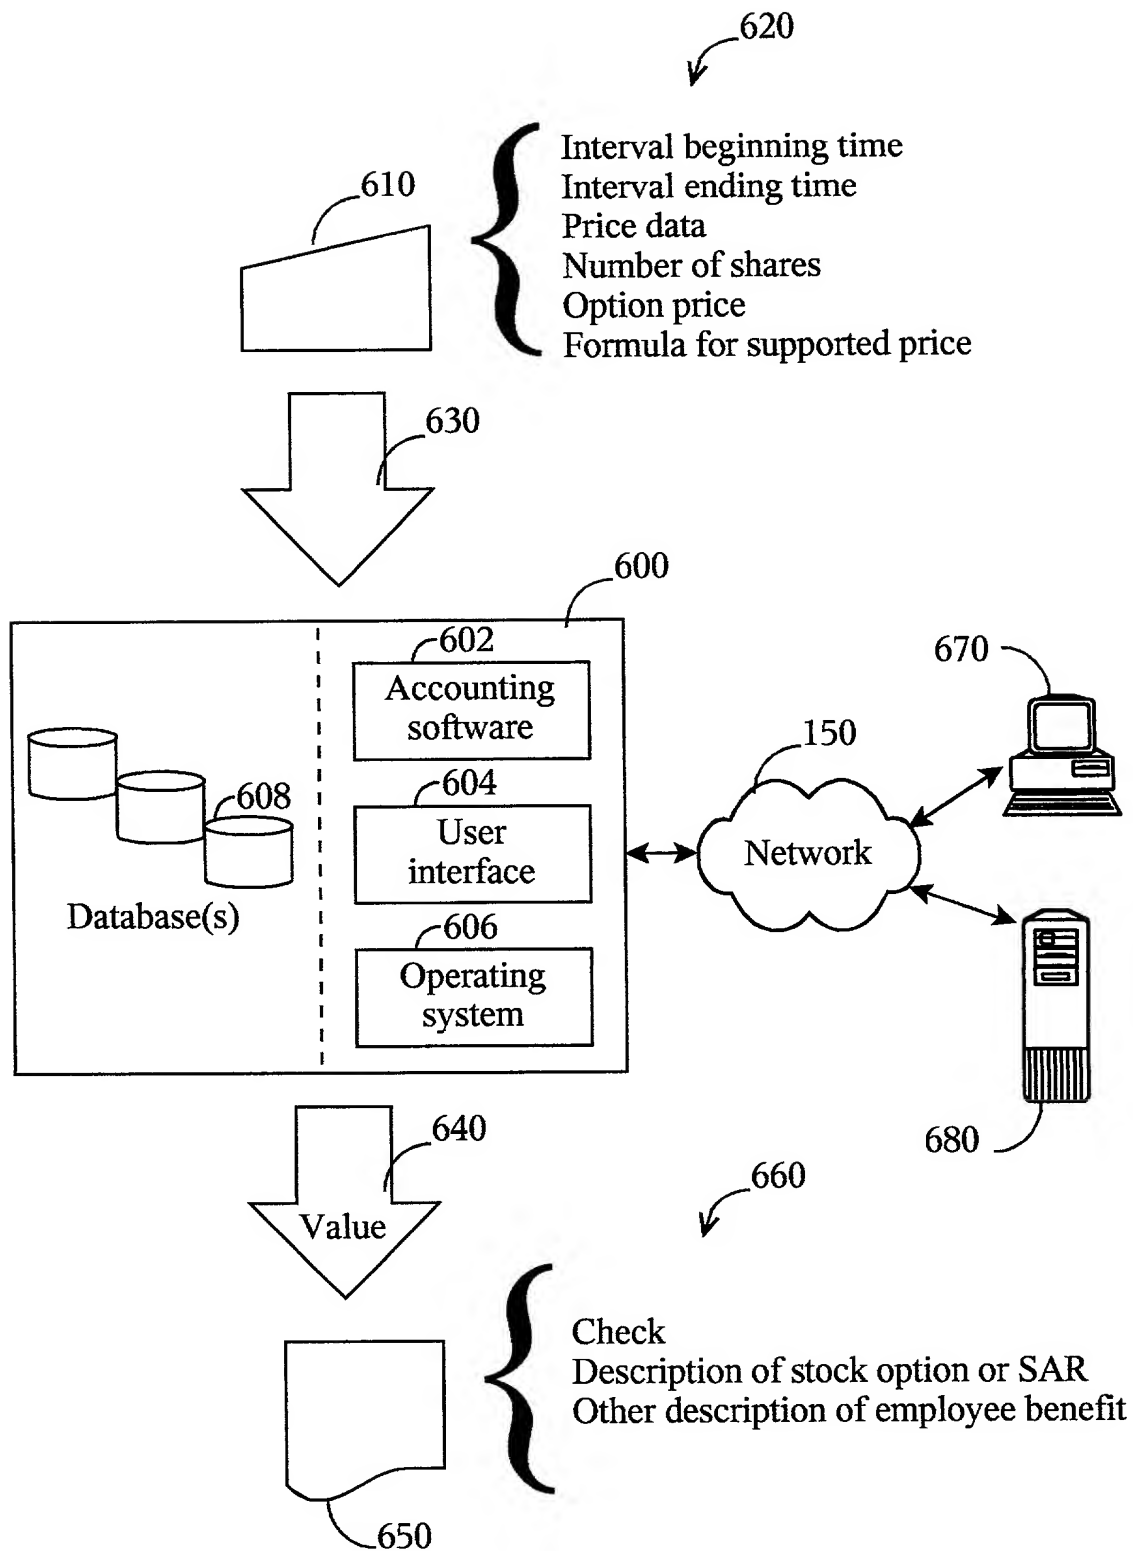 620
Interval beginning time
Interval ending time
Price data
Number of shares
Option price
Formula for supported price
610
630
600
602
Accounting
software
604
User
interface
606
Operating
system
608
Database(s)
150
Network
670
680
640
Value
660
Check
Description of stock option or SAR
Other description of employee benefit
650